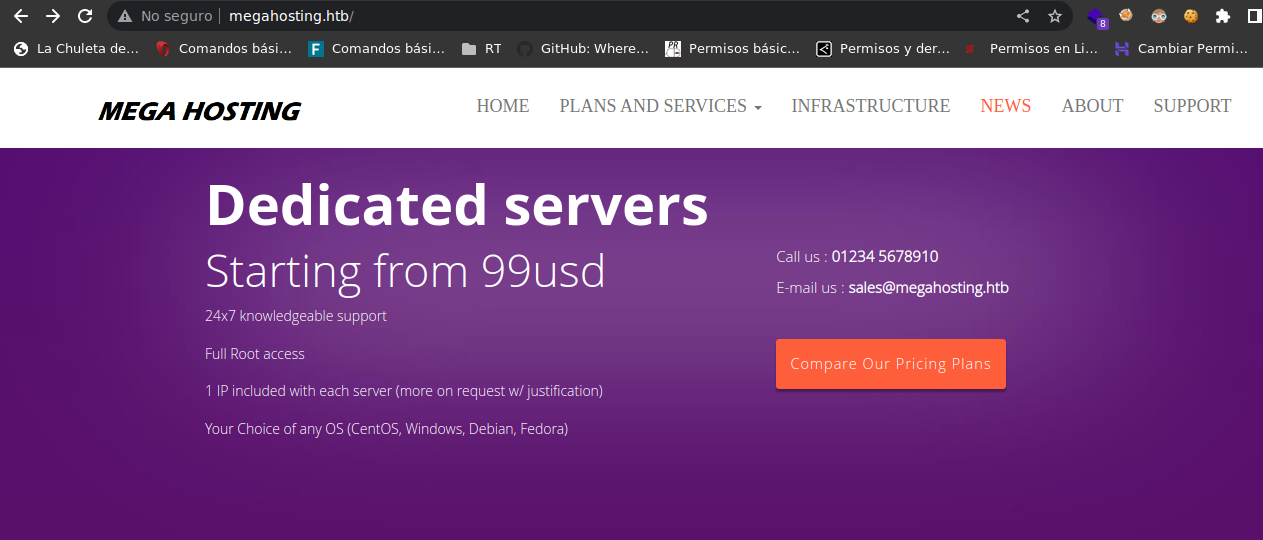 No seguro megahosting.htb/
8
La Chuleta de… Comandos bási… Comandos bási… RT GitHub: Where… Permisos básic… Permisos y der… Permisos en Li… Cambiar Permi…
MEGA HOSTING
HOME PLANS AND SERVICES INFRASTRUCTURE NEWS ABOUT SUPPORT
Dedicated servers
Starting from 99usd
24x7 knowledgeable support
Full Root access
1 IP included with each server (more on request w/ justification)
Your Choice of any OS (CentOS, Windows, Debian, Fedora)
Call us : 01234 5678910
E-mail us : sales@megahosting.htb
Compare Our Pricing Plans